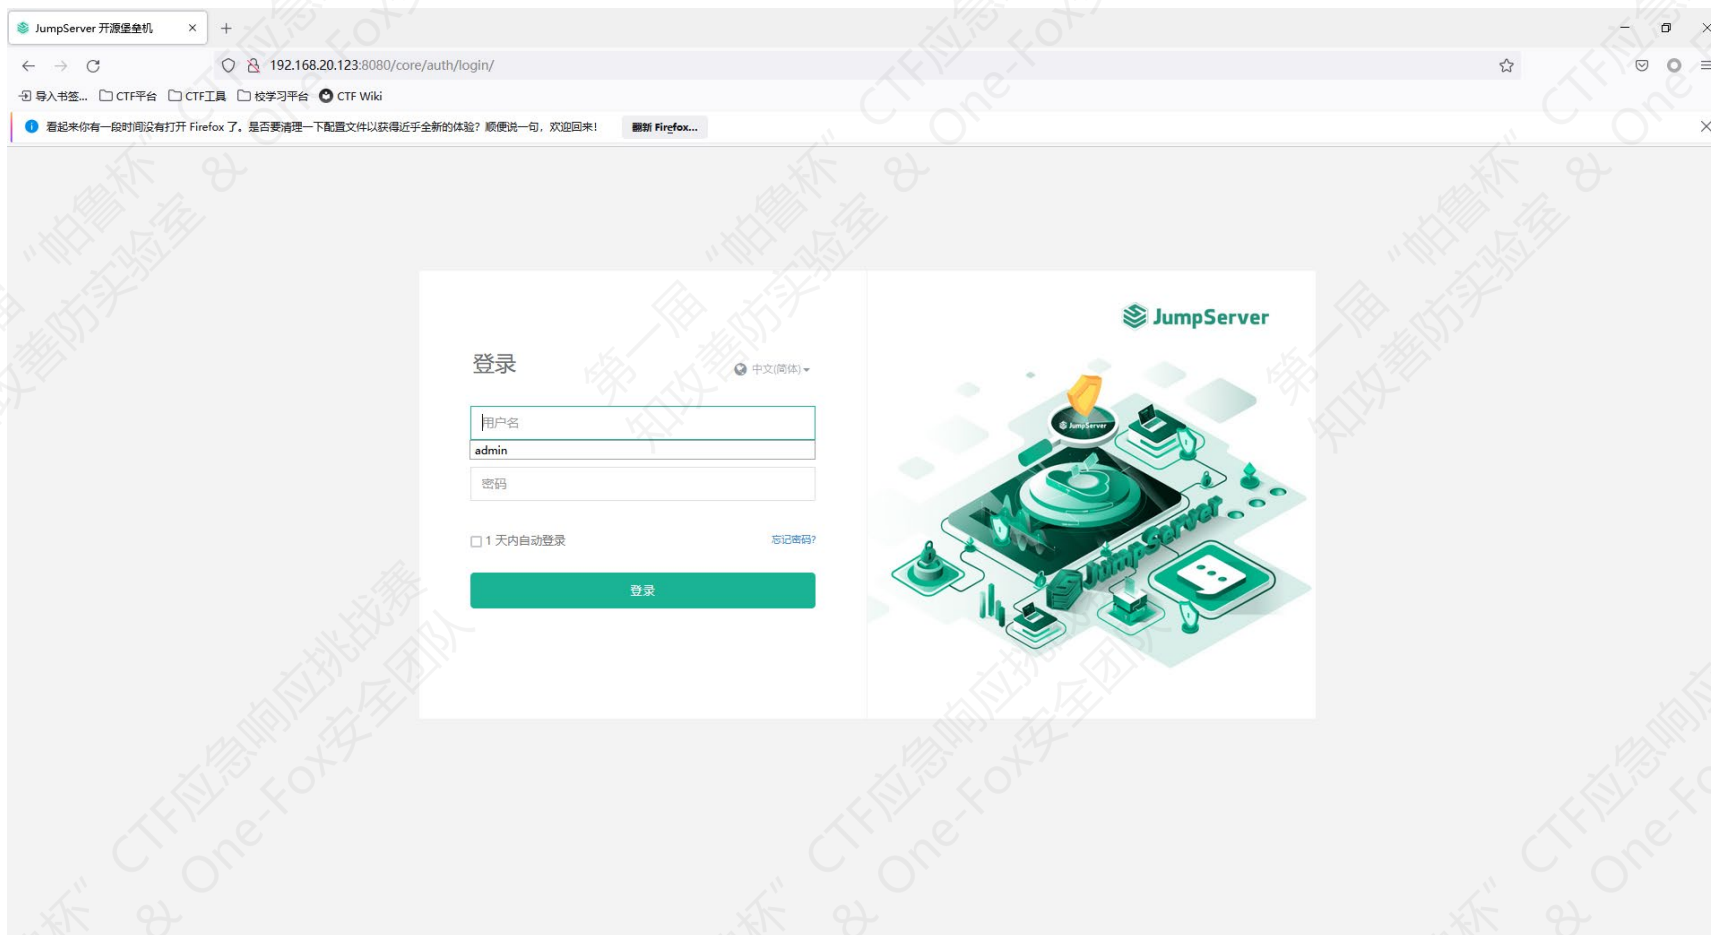 JumpServer 开源堡垒机
192.168.20.123:8080/core/auth/login/
导入书签... CTF平台 CTF工具 校学习平台 CTF Wiki
看起来你有一段时间没有打开 Firefox 了。是否要清理一下配置文件以获得近乎全新的体验？顺便说一句，欢迎回来！ 翻新 Firefox...
JumpServer
登录 中文(简体)
用户名
admin
密码
1 天内自动登录 忘记密码?
登录
JumpServer
JumpServer
第一届 “帕鲁杯” CTF应急响应挑战赛
知攻善防实验室 & One-Fox安全团队